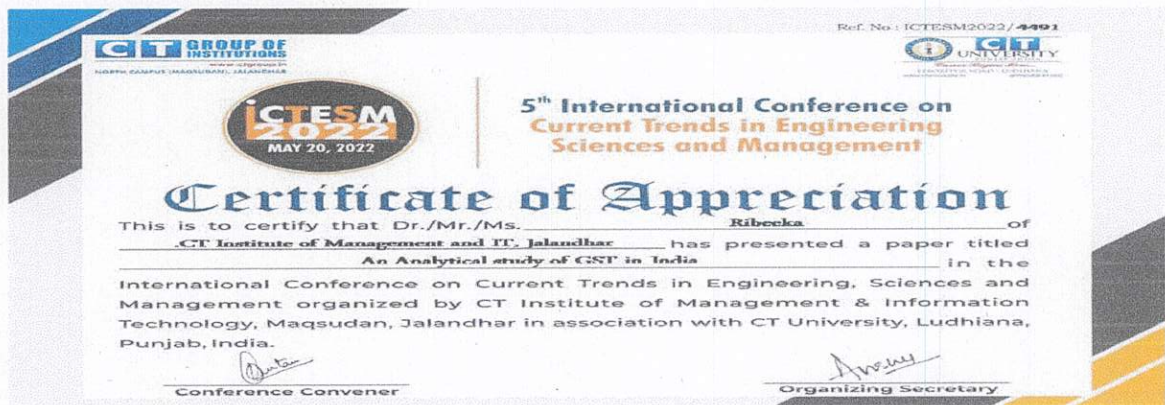 Ref. No : ICTESM2022/4491
CT GROUP OF INSTITUTIONS
www.ctgroup.in
NORTH CAMPUS (MAQSUDAN), JALANDHAR
CT UNIVERSITY
ICTESM
2022
MAY 20, 2022
5th International Conference on
Current Trends in Engineering
Sciences and Management
Certificate of Appreciation
This is to certify that Dr./Mr./Ms. Ribecka of
.CT Institute of Management and IT, Jalandhar has presented a paper titled
An Analytical study of GST in India in the
International Conference on Current Trends in Engineering, Sciences and
Management organized by CT Institute of Management & Information
Technology, Maqsudan, Jalandhar in association with CT University, Ludhiana,
Punjab, India.
Conference Convener
Organizing Secretary